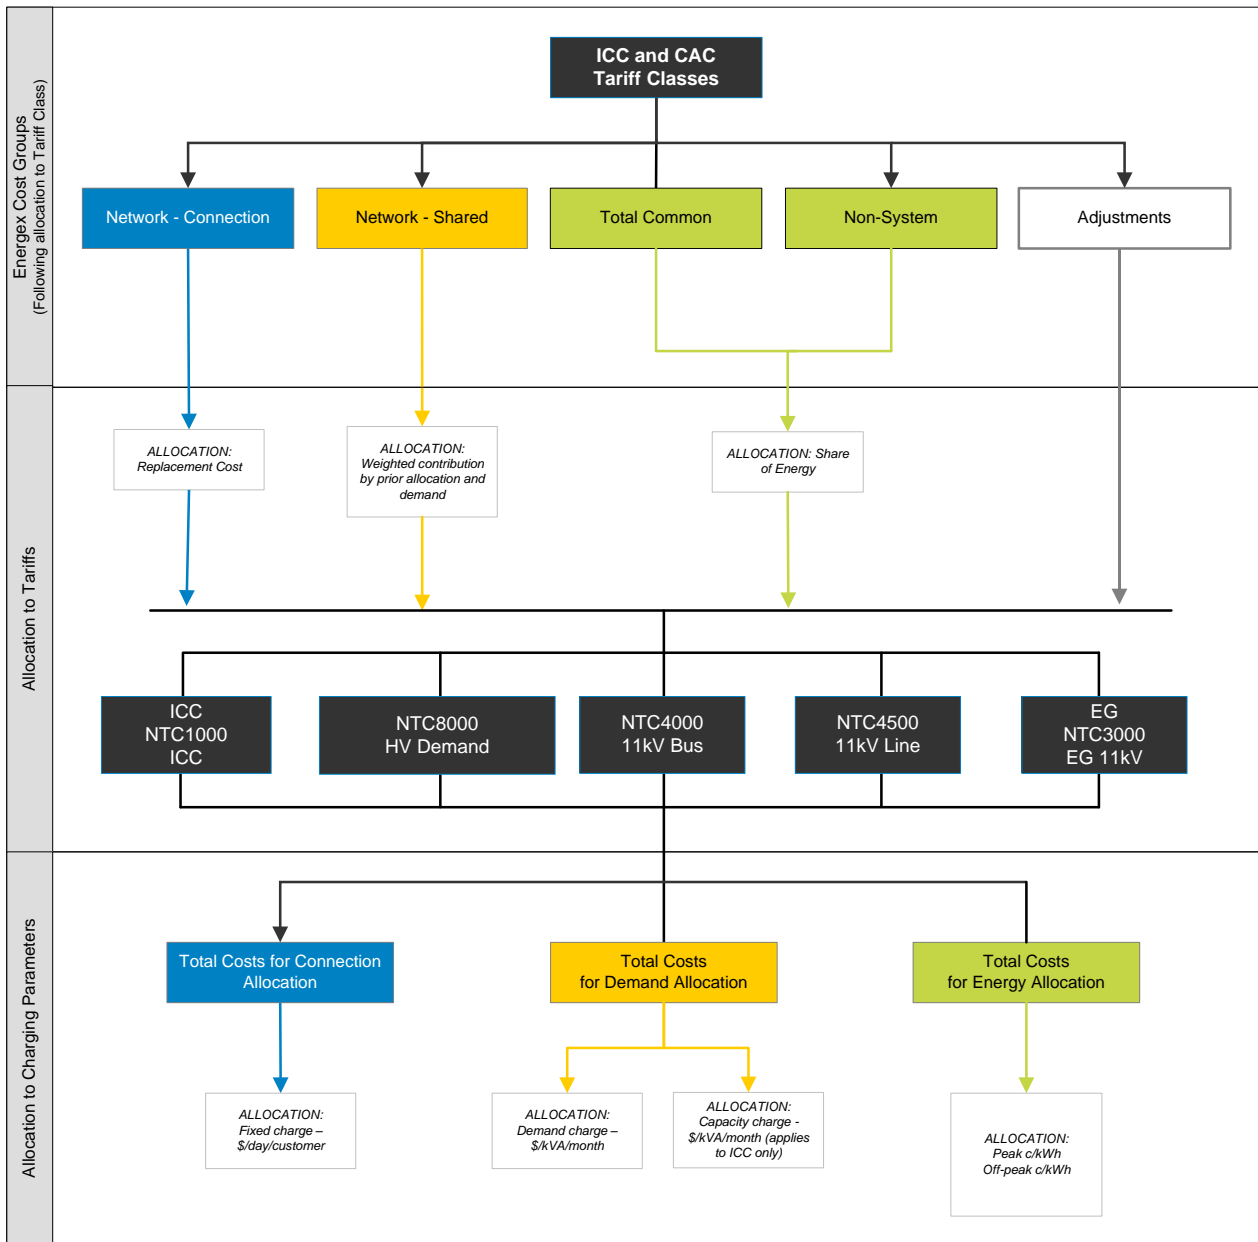 Energex Cost Groups
(Following allocation to Tariff Class)
ICC and CAC
Tariff Classes
Network - Connection
Network - Shared
Total Common
Non-System
Adjustments
Allocation to Tariffs
ALLOCATION:
Replacement Cost
ALLOCATION:
Weighted contribution
by prior allocation and
demand
ALLOCATION: Share
of Energy
ICC
NTC1000
ICC
NTC8000
HV Demand
NTC4000
11kV Bus
NTC4500
11kV Line
EG
NTC3000
EG 11kV
Allocation to Charging Parameters
Total Costs for Connection
Allocation
Total Costs
for Demand Allocation
Total Costs
for Energy Allocation
ALLOCATION:
Fixed charge –
$/day/customer
ALLOCATION:
Demand charge –
$/kVA/month
ALLOCATION:
Capacity charge -
$/kVA/month (applies
to ICC only)
ALLOCATION:
Peak c/kWh
Off-peak c/kWh